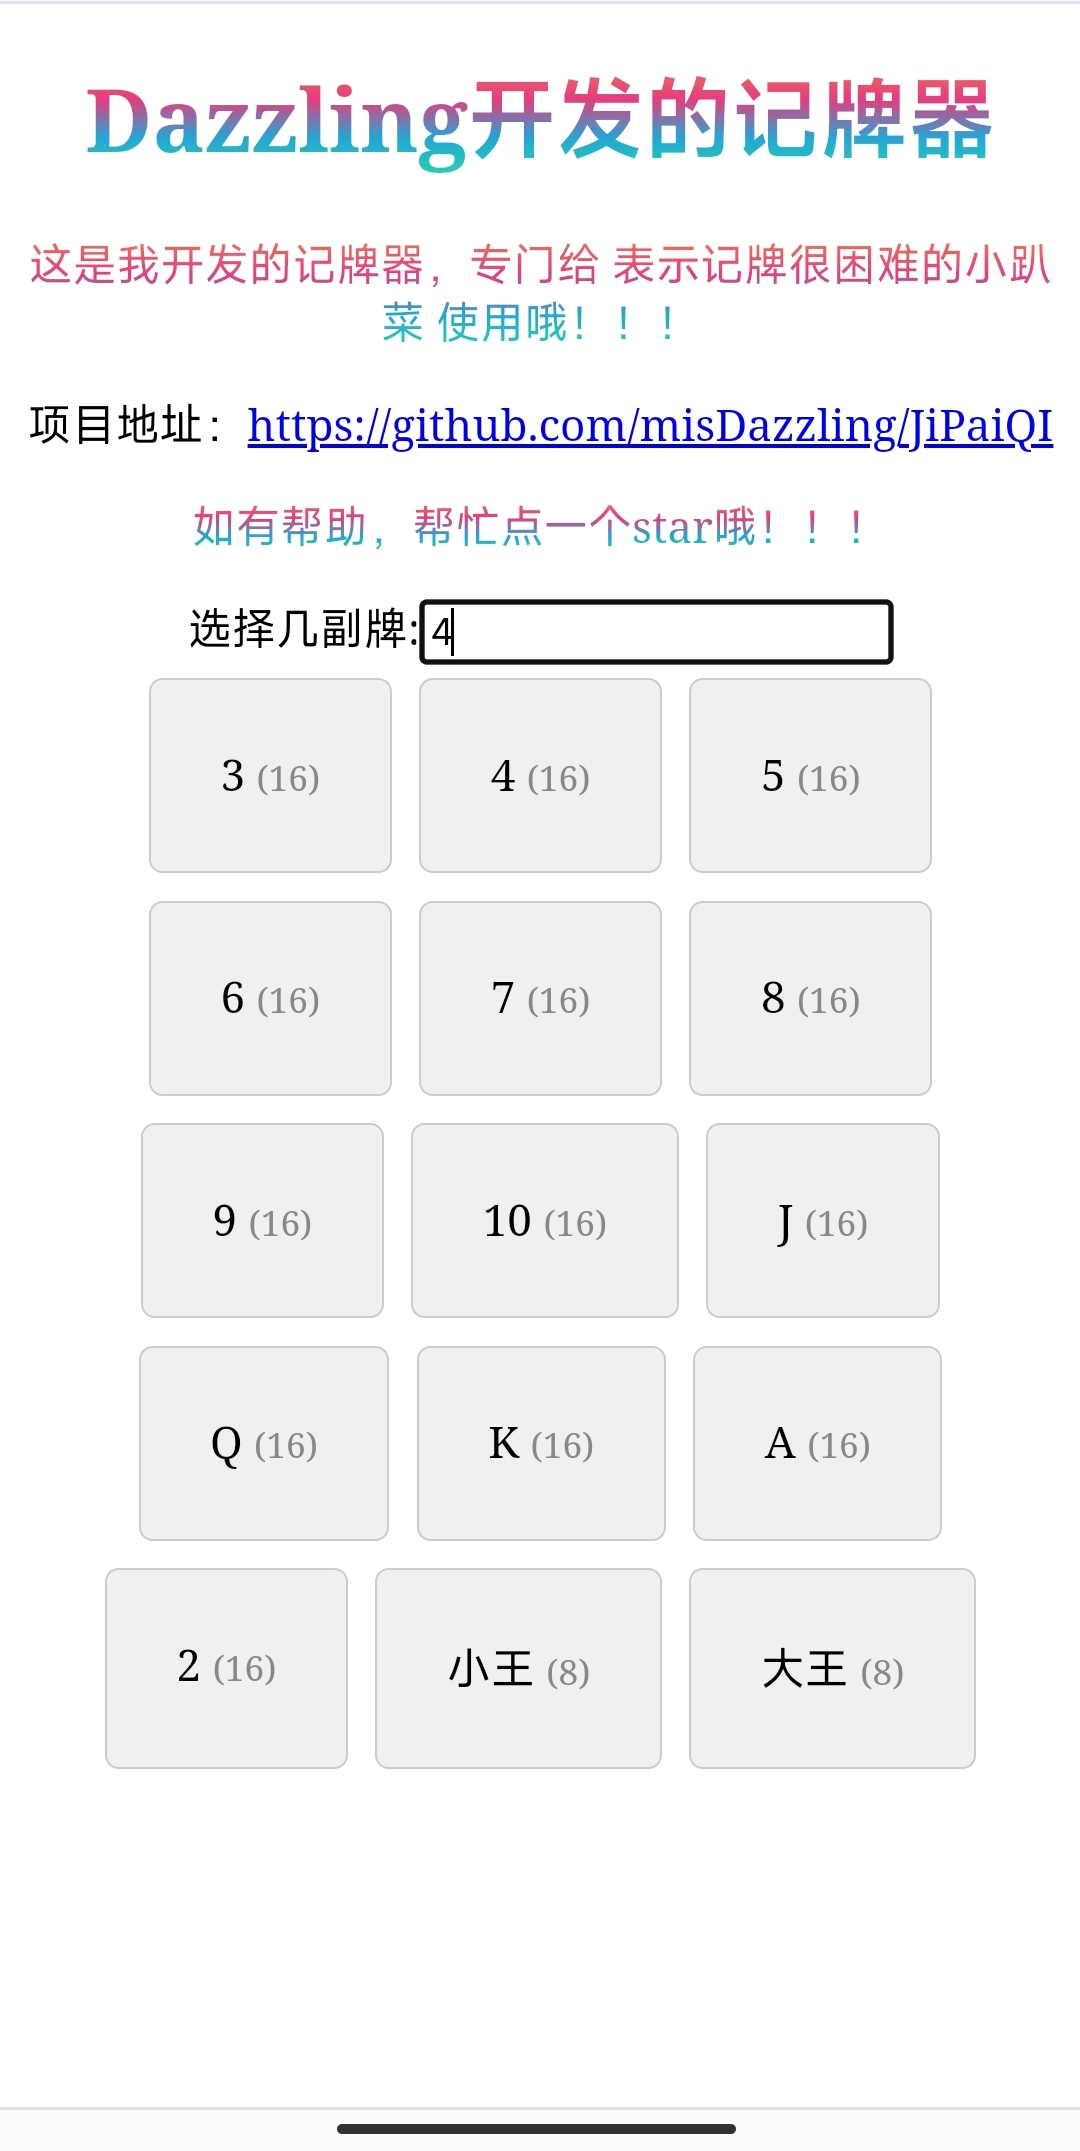 Dazzling开发的记牌器
这是我开发的记牌器，专门给 表示记牌很困难的小趴
菜 使用哦！！！
项目地址：https://github.com/misDazzling/JiPaiQI
如有帮助，帮忙点一个star哦！！！
选择几副牌:4
3 (16) 4 (16) 5 (16)
6 (16) 7 (16) 8 (16)
9 (16) 10 (16) J (16)
Q (16) K (16) A (16)
2 (16) 小王 (8) 大王 (8)